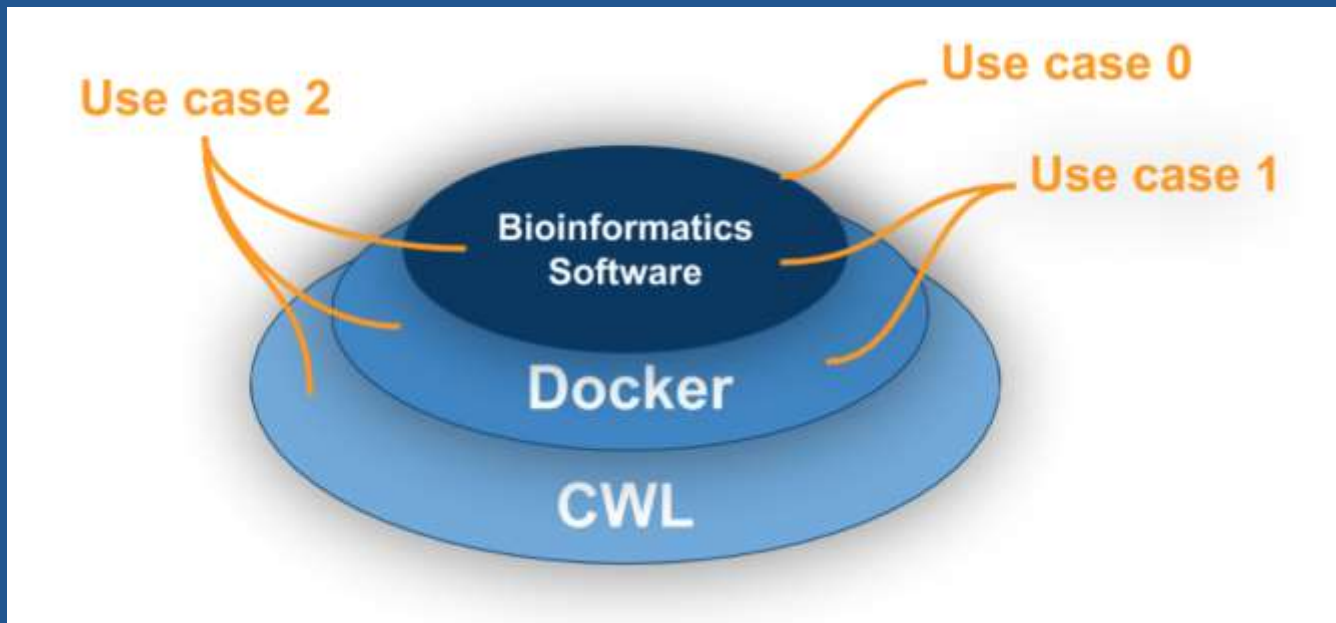 Use case 0
Use case 2
Use case 1
Bioinformatics
Software
Docker
CWL